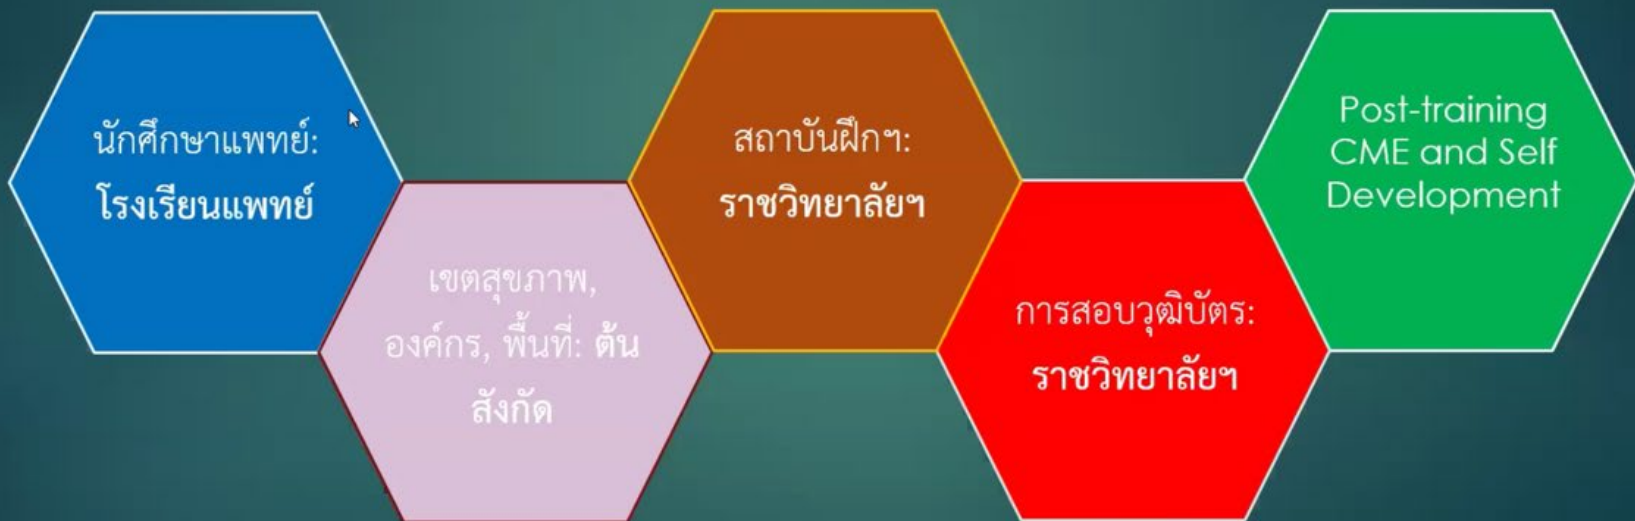 นักศึกษาแพทย์:
โรงเรียนแพทย์
เขตสุขภาพ,
องค์กร, พื้นที่: ต้น
สังกัด
สถาบันฝึกฯ:
ราชวิทยาลัยฯ
การสอบวุฒิบัตร:
ราชวิทยาลัยฯ
Post-training
CME and Self
Development